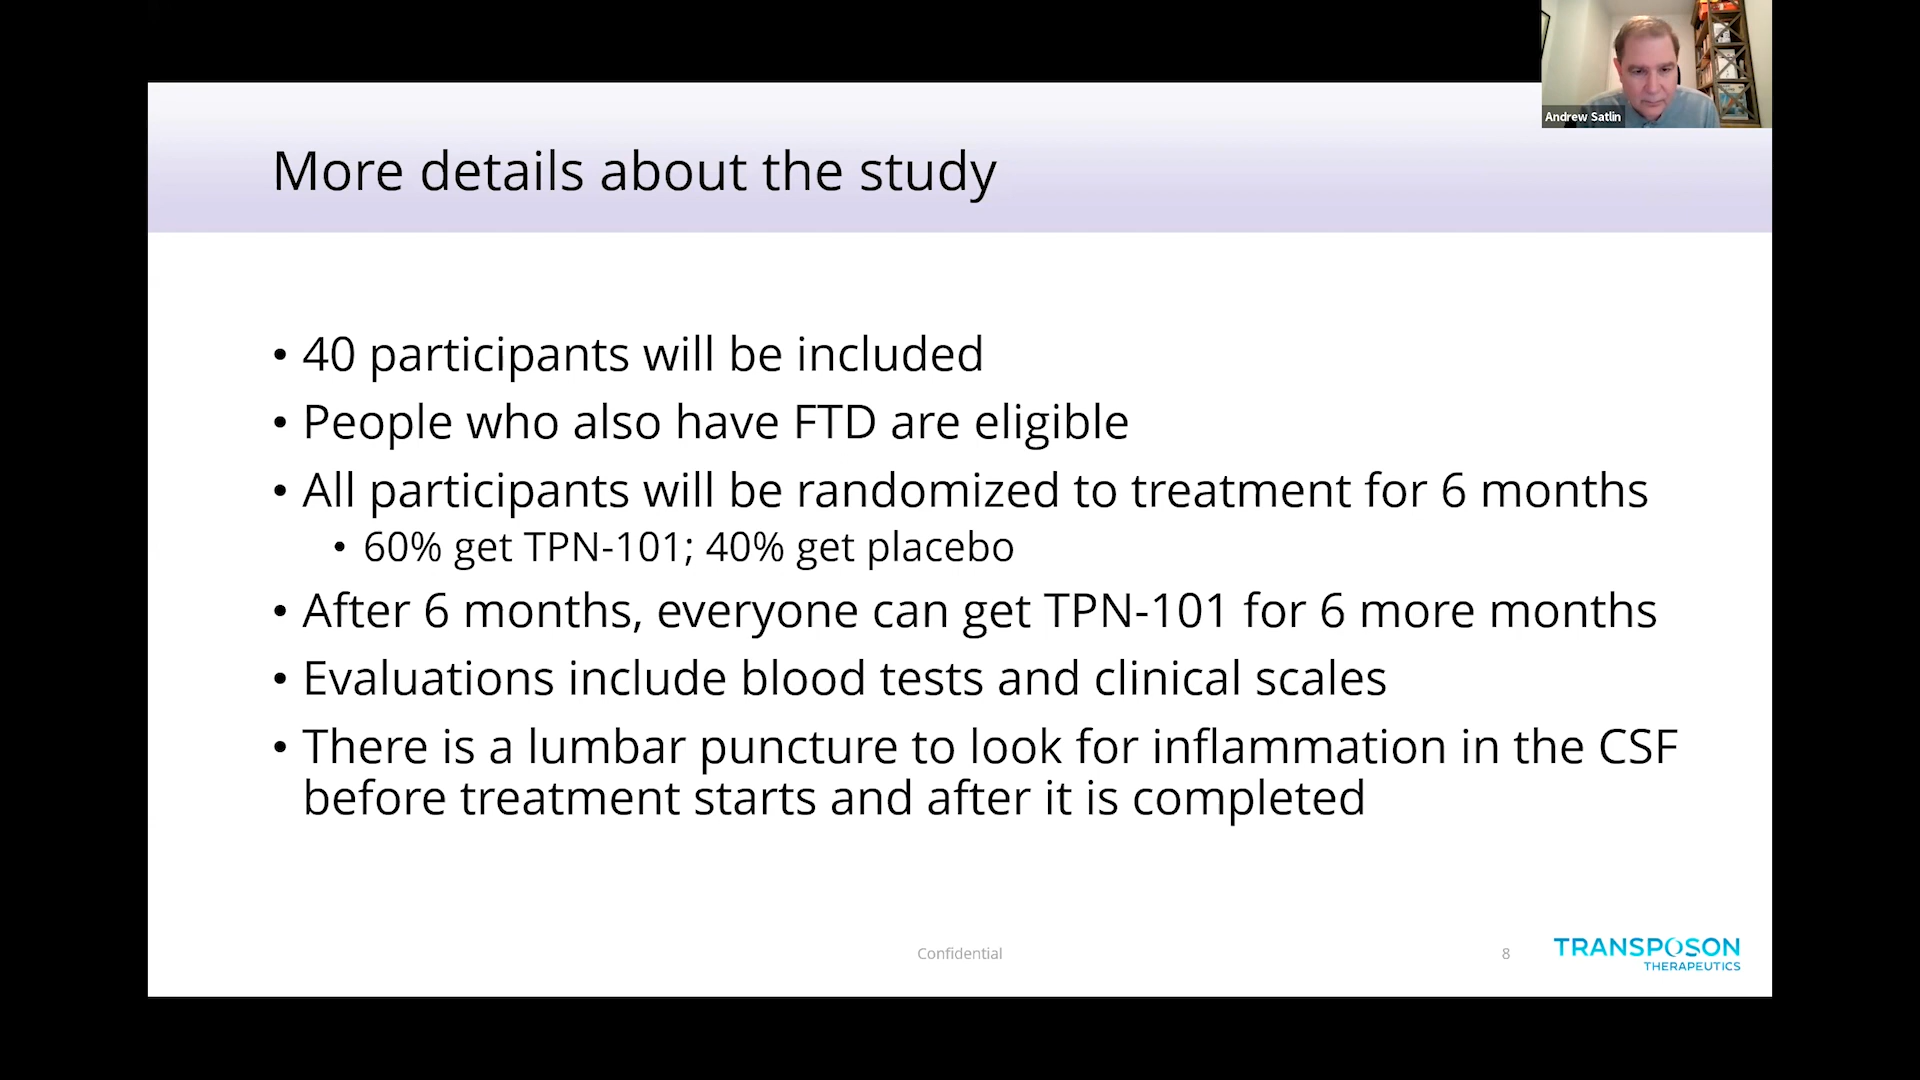 Andrew Satlin
More details about the study
• 40 participants will be included
• People who also have FTD are eligible
• All participants will be randomized to treatment for 6 months
• 60% get TPN-101; 40% get placebo
• After 6 months, everyone can get TPN-101 for 6 more months
• Evaluations include blood tests and clinical scales
• There is a lumbar puncture to look for inflammation in the CSF
before treatment starts and after it is completed
Confidential
8
TRANSPOSON
THERAPEUTICS